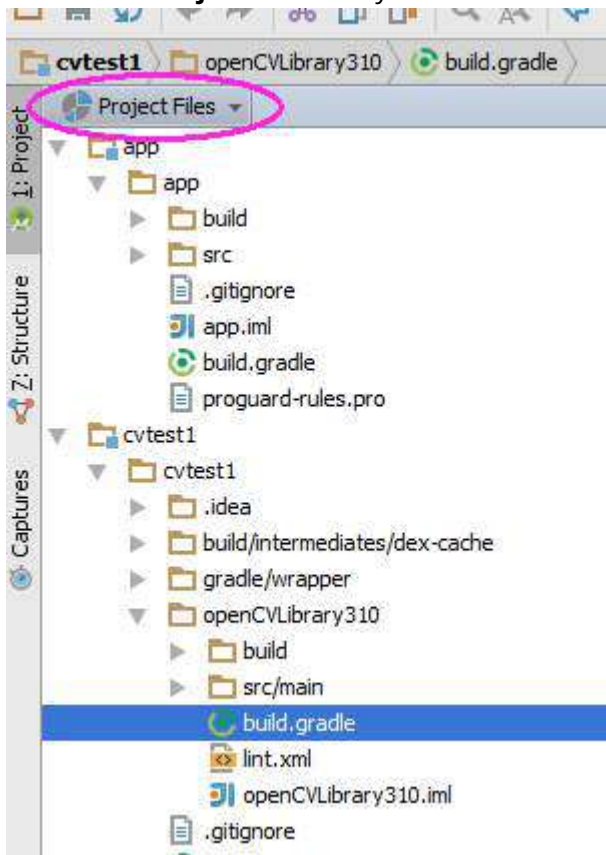 cvtest1 openCVLibrary310 build.gradle
Project Files
1: Project
Z: Structure
Captures
app
app
build
src
.gitignore
app.iml
build.gradle
proguard-rules.pro
cvtest1
cvtest1
.idea
build/intermediates/dex-cache
gradle/wrapper
openCVLibrary310
build
src/main
build.gradle
lint.xml
openCVLibrary310.iml
.gitignore